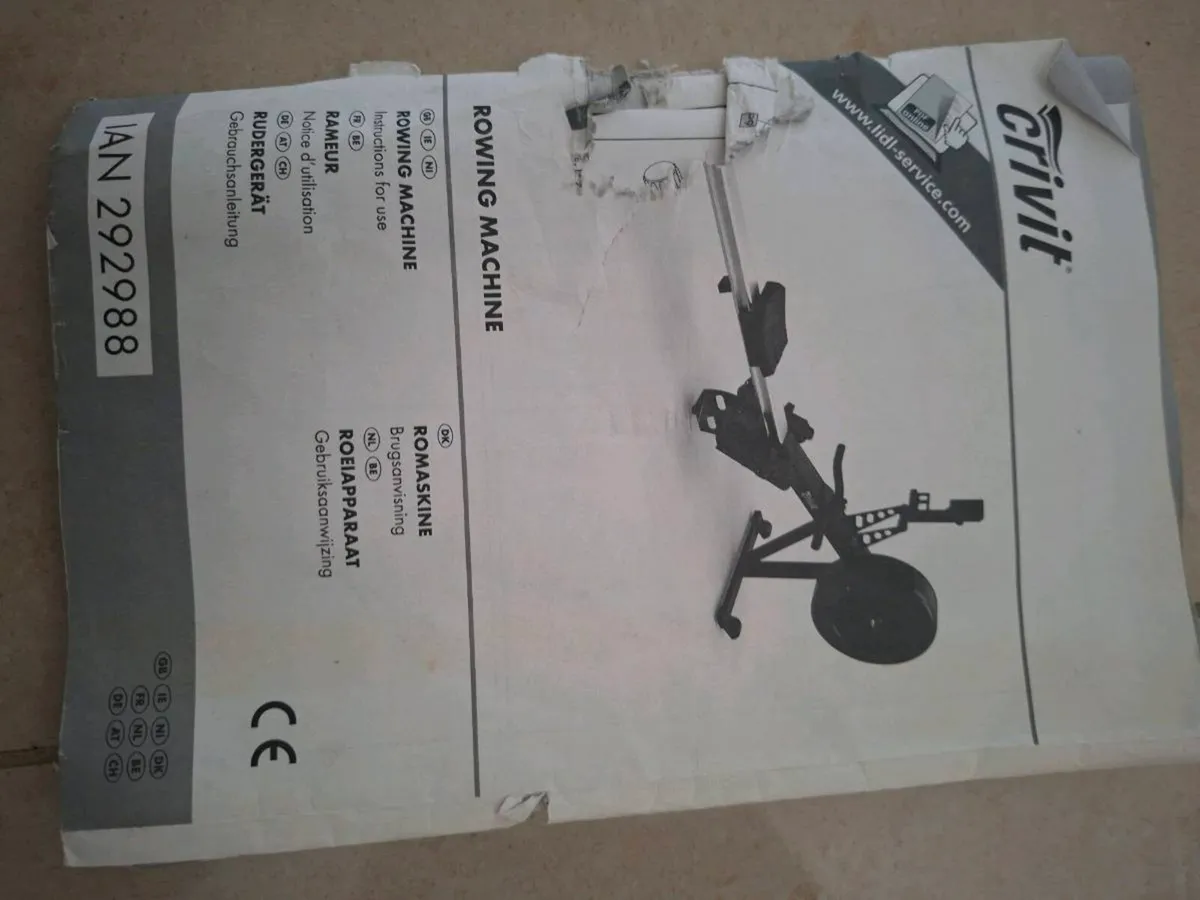 crivit®
www.lidl-service.com
ROWING MACHINE
GB IE NI
ROWING MACHINE
Instructions for use
FR BE
RAMEUR
Notice d'utilisation
DE AT CH
RUDERGERÄT
Gebrauchsanleitung
DK
ROMASKINE
Brugsanvisning
NL BE
ROEIAPPARAAT
Gebruiksaanwijzing
CE
IAN 292988
GB IE NI DK
FR NL BE
DE AT CH